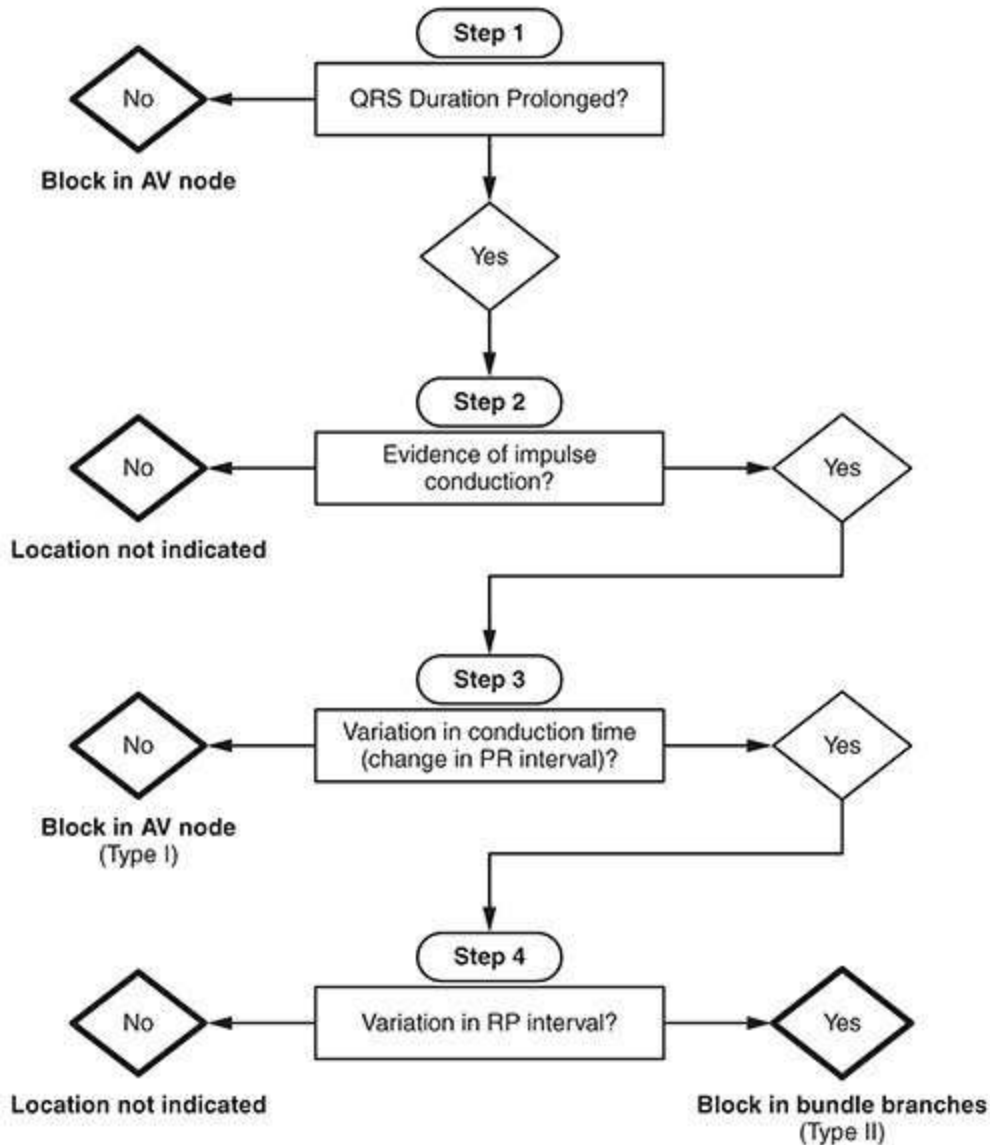 Step 1
QRS Duration Prolonged?
No
Block in AV node
Yes
Step 2
Evidence of impulse
conduction?
No
Yes
Location not indicated
Step 3
Variation in conduction time
(change in PR interval)?
No
Yes
Block in AV node
(Type I)
Step 4
Variation in RP interval?
No
Yes
Location not indicated
Block in bundle branches
(Type II)